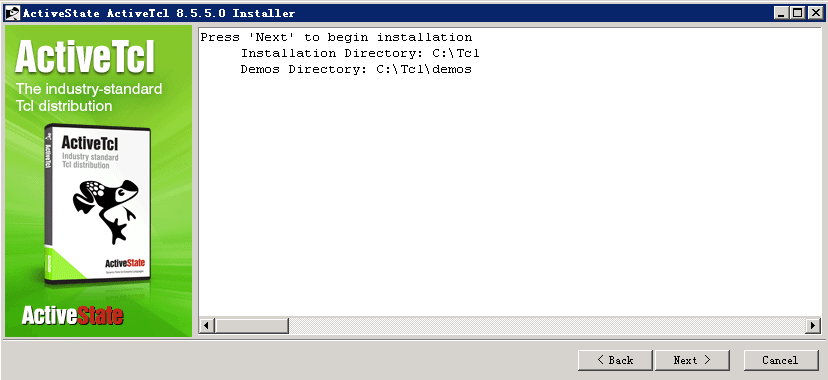 ActiveState ActiveTcl 8.5.5.0 Installer
ActiveTcl
The industry-standard
Tcl distribution
ActiveTcl
Industry standard
Tcl distribution
ActiveState
ActiveState
Press 'Next' to begin installation
Installation Directory: C:\Tcl
Demos Directory: C:\Tcl\demos
< Back
Next >
Cancel